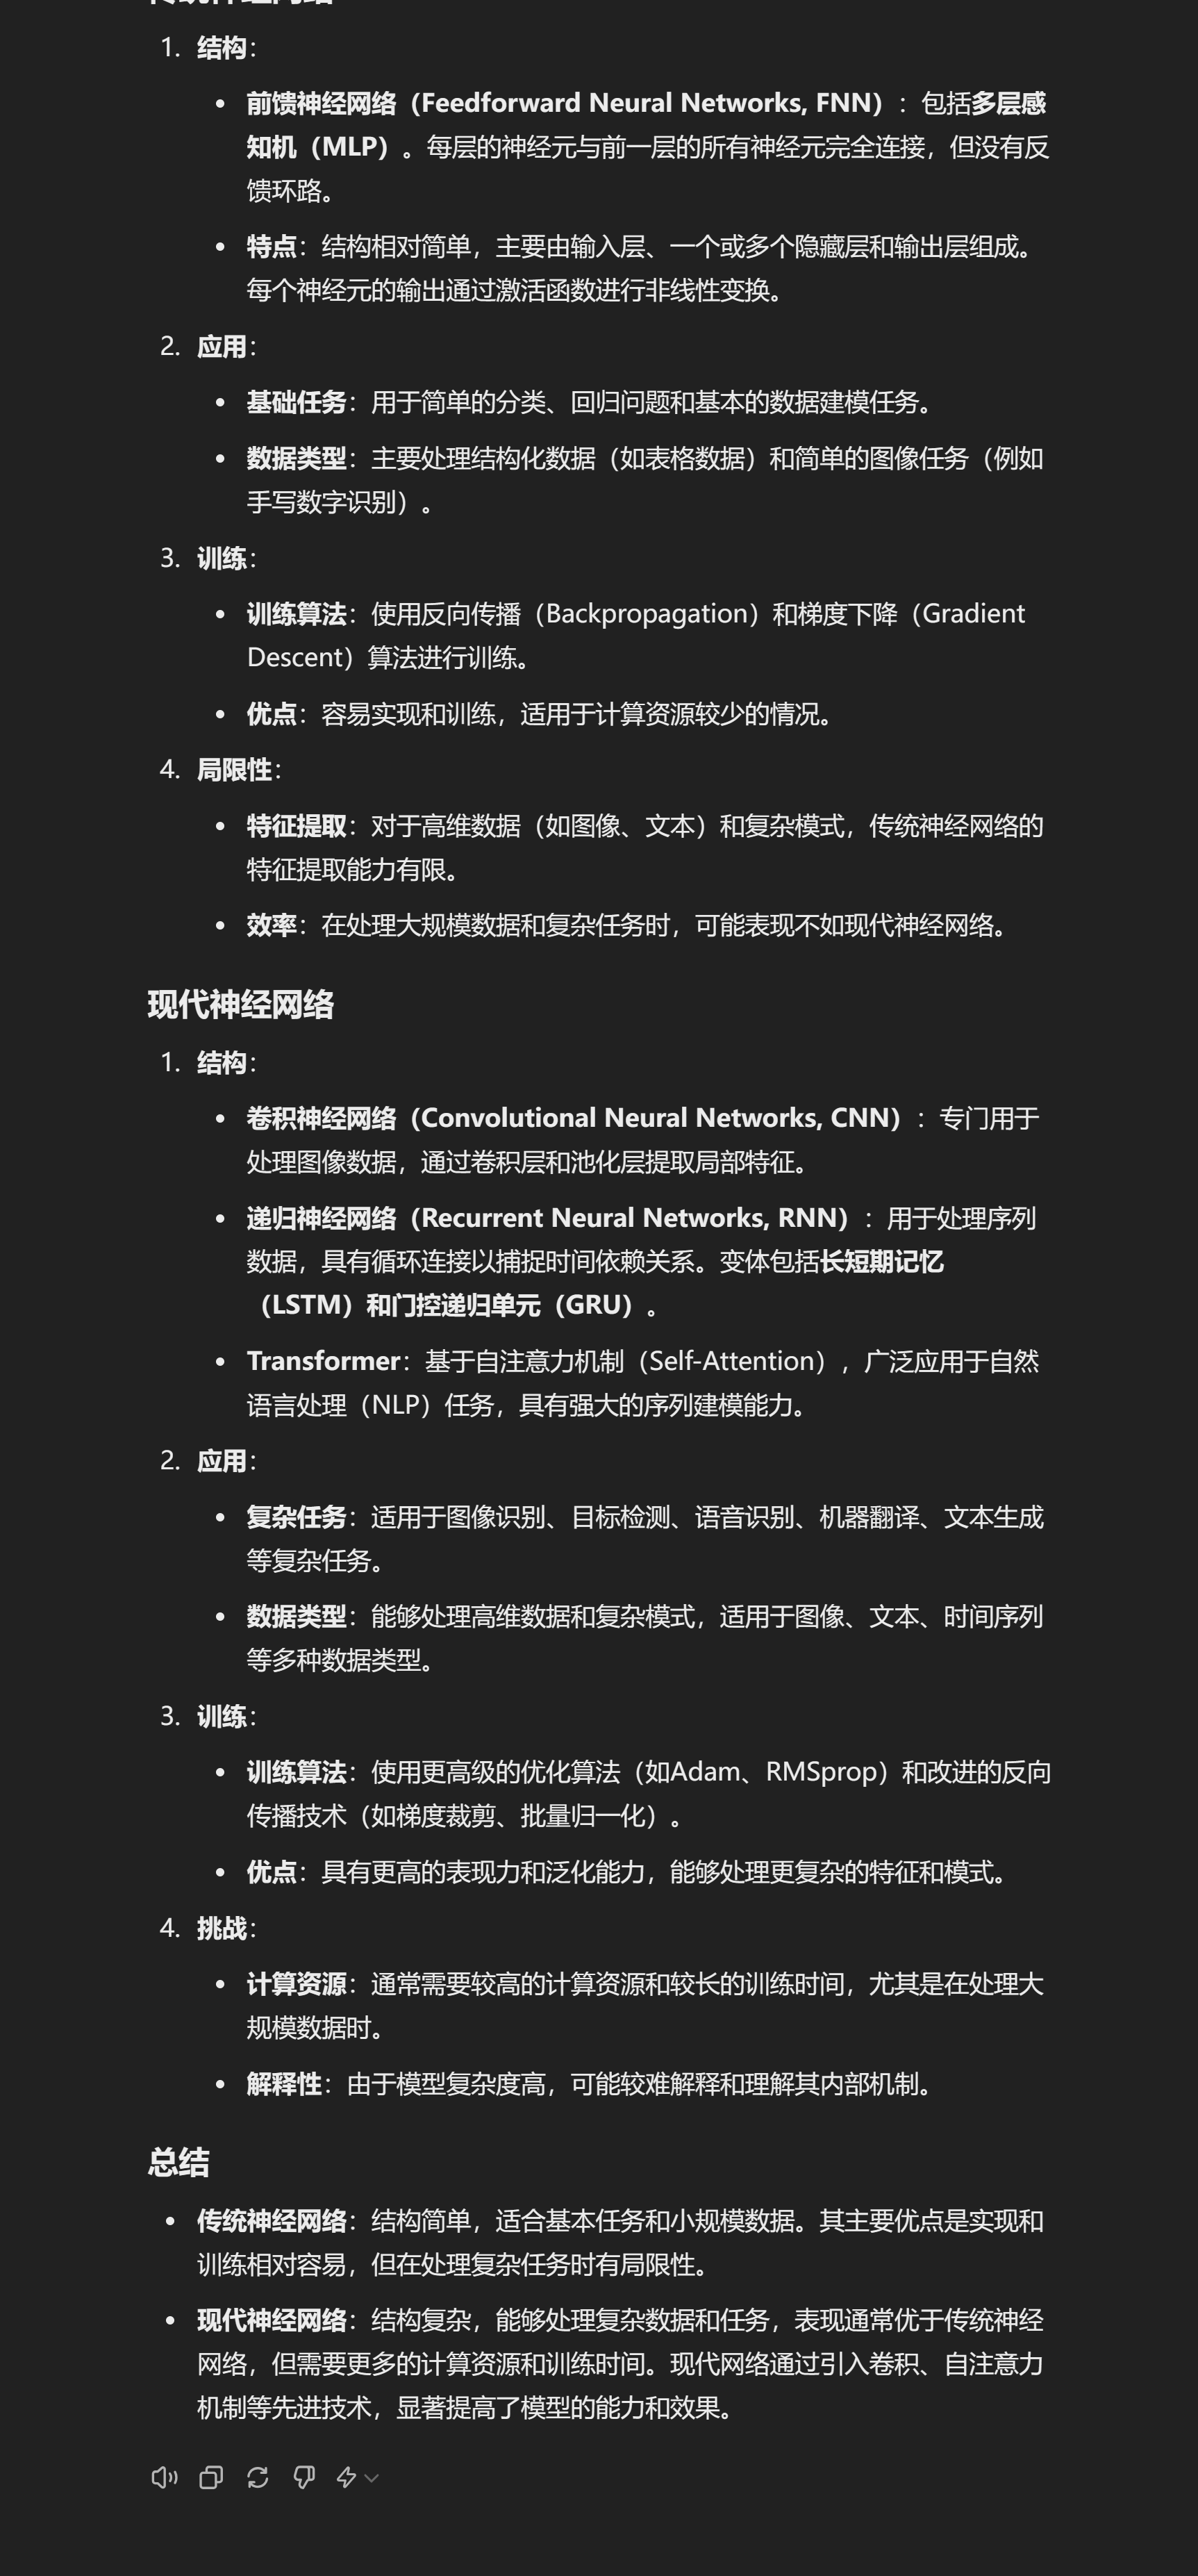 传统神经网络
1. 结构：
• 前馈神经网络（Feedforward Neural Networks, FNN）：包括多层感
知机（MLP）。每层的神经元与前一层的所有神经元完全连接，但没有反
馈环路。
• 特点：结构相对简单，主要由输入层、一个或多个隐藏层和输出层组成。
每个神经元的输出通过激活函数进行非线性变换。
2. 应用：
• 基础任务：用于简单的分类、回归问题和基本的数据建模任务。
• 数据类型：主要处理结构化数据（如表格数据）和简单的图像任务（例如
手写数字识别）。
3. 训练：
• 训练算法：使用反向传播（Backpropagation）和梯度下降（Gradient
Descent）算法进行训练。
• 优点：容易实现和训练，适用于计算资源较少的情况。
4. 局限性：
• 特征提取：对于高维数据（如图像、文本）和复杂模式，传统神经网络的
特征提取能力有限。
• 效率：在处理大规模数据和复杂任务时，可能表现不如现代神经网络。
现代神经网络
1. 结构：
• 卷积神经网络（Convolutional Neural Networks, CNN）：专门用于
处理图像数据，通过卷积层和池化层提取局部特征。
• 递归神经网络（Recurrent Neural Networks, RNN）：用于处理序列
数据，具有循环连接以捕捉时间依赖关系。变体包括长短期记忆
（LSTM）和门控递归单元（GRU）。
• Transformer：基于自注意力机制（Self-Attention），广泛应用于自然
语言处理（NLP）任务，具有强大的序列建模能力。
2. 应用：
• 复杂任务：适用于图像识别、目标检测、语音识别、机器翻译、文本生成
等复杂任务。
• 数据类型：能够处理高维数据和复杂模式，适用于图像、文本、时间序列
等多种数据类型。
3. 训练：
• 训练算法：使用更高级的优化算法（如Adam、RMSprop）和改进的反向
传播技术（如梯度裁剪、批量归一化）。
• 优点：具有更高的表现力和泛化能力，能够处理更复杂的特征和模式。
4. 挑战：
• 计算资源：通常需要较高的计算资源和较长的训练时间，尤其是在处理大
规模数据时。
• 解释性：由于模型复杂度高，可能较难解释和理解其内部机制。
总结
• 传统神经网络：结构简单，适合基本任务和小规模数据。其主要优点是实现和
训练相对容易，但在处理复杂任务时有局限性。
• 现代神经网络：结构复杂，能够处理复杂数据和任务，表现通常优于传统神经
网络，但需要更多的计算资源和训练时间。现代网络通过引入卷积、自注意力
机制等先进技术，显著提高了模型的能力和效果。